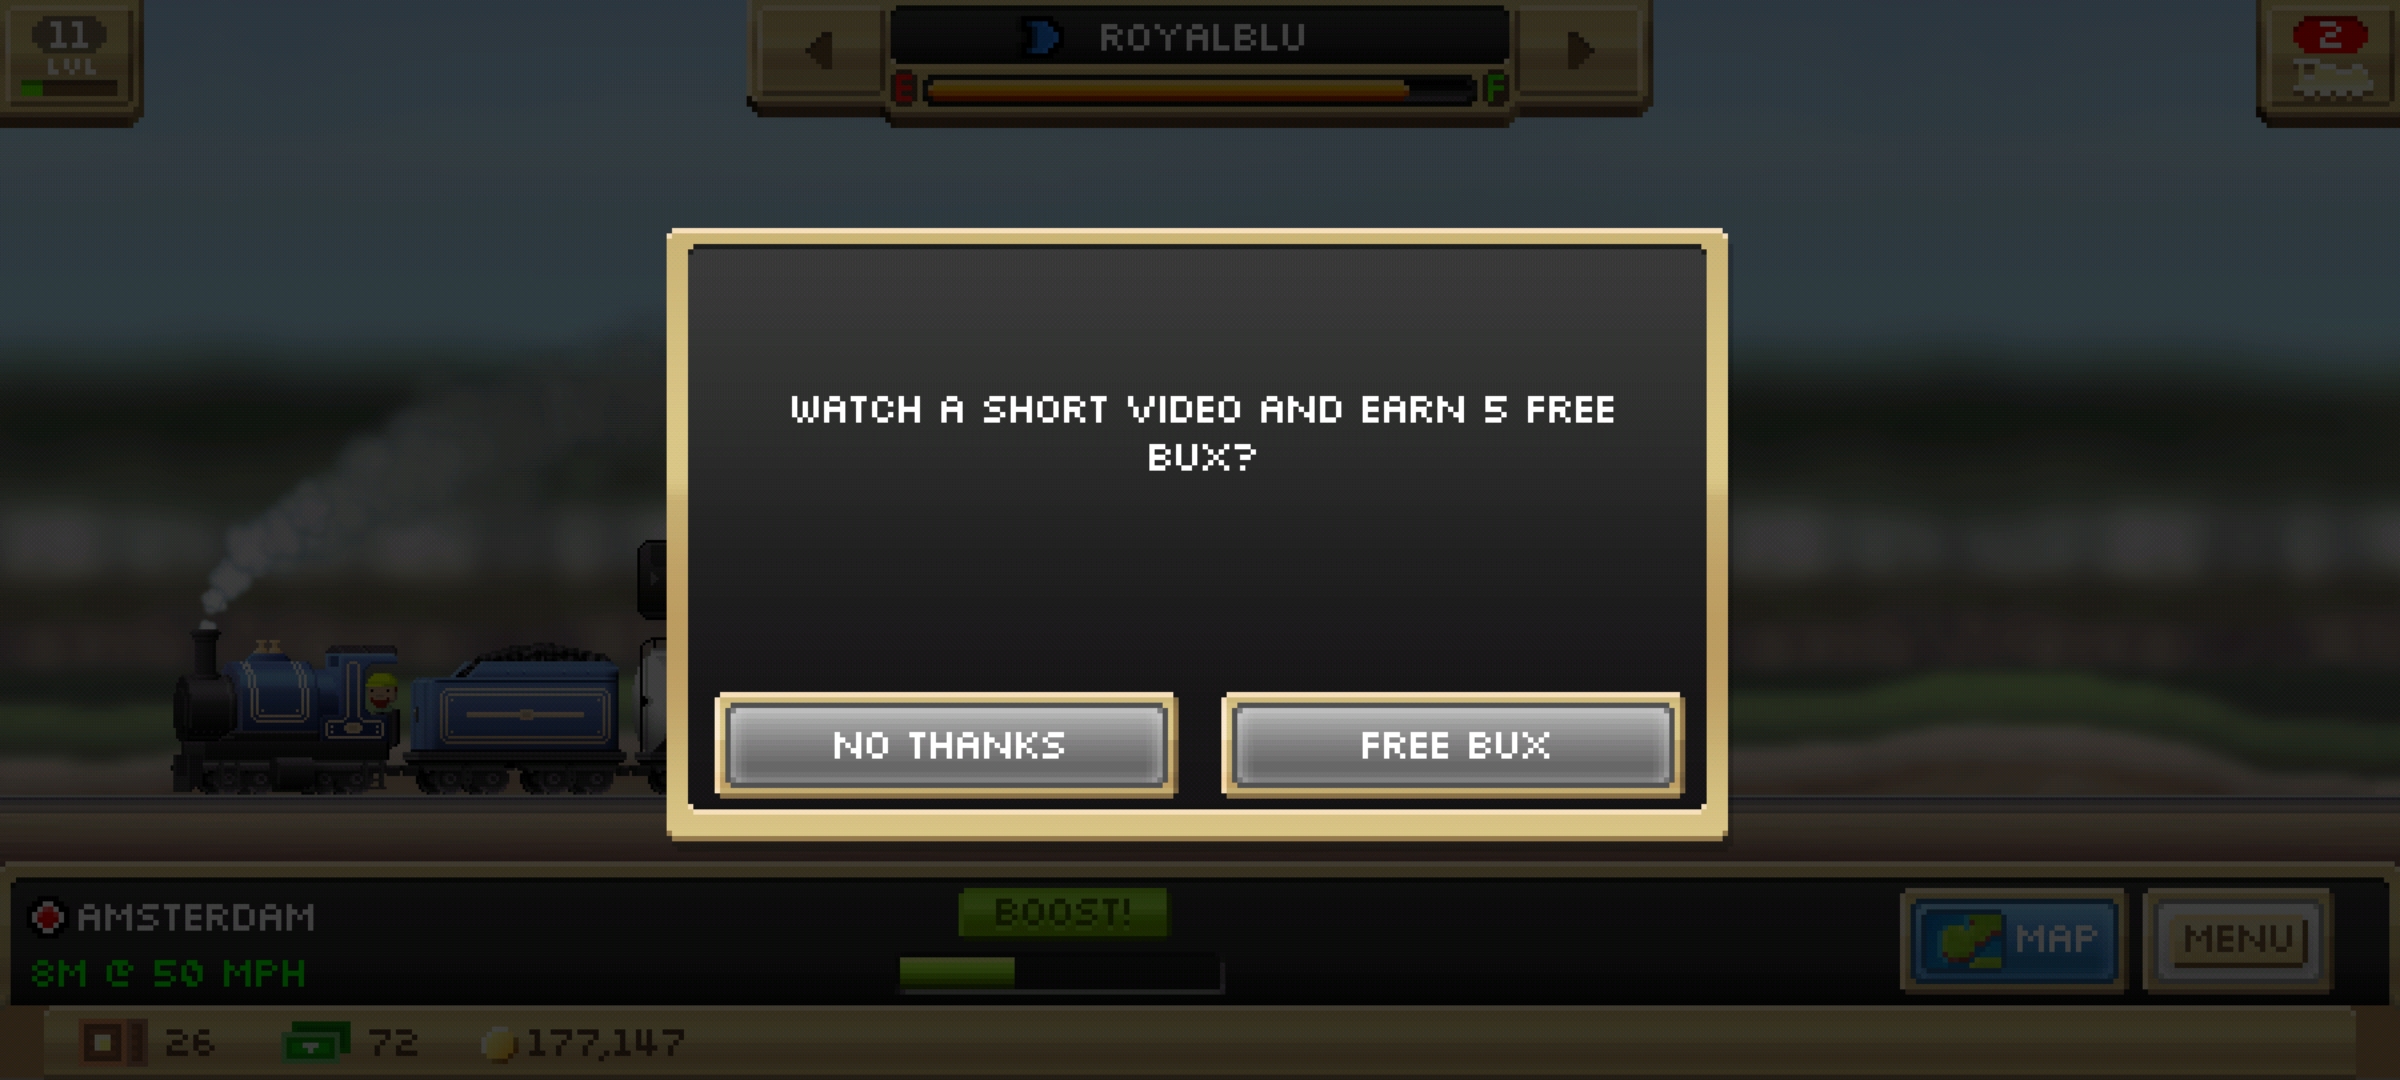 11
LVL
ROYALBLU
E F
2
WATCH A SHORT VIDEO AND EARN 5 FREE
BUX?
NO THANKS FREE BUX
AMSTERDAM
8M @ 50 MPH
BOOST!
MAP MENU
26 72 177,147